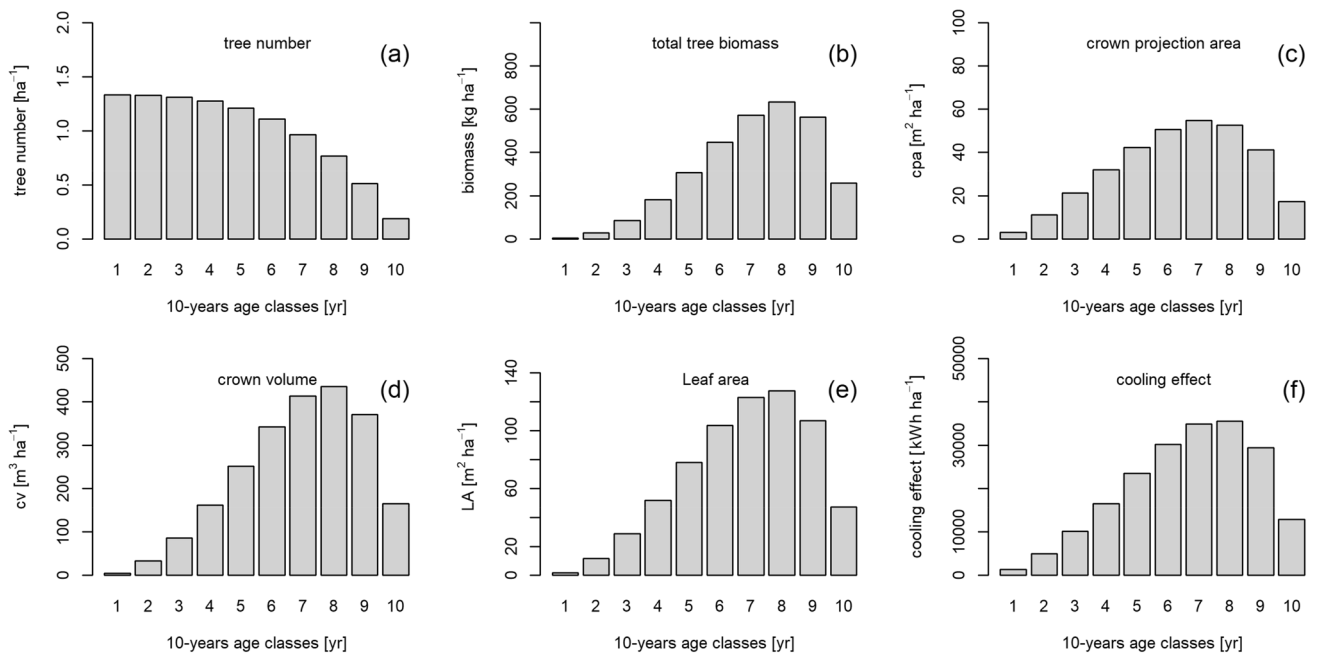 tree number
(a)
tree number [ha⁻¹]
2.0
1.5
1.0
0.5
0.0
1 2 3 4 5 6 7 8 9 10
10-years age classes [yr]
total tree biomass
(b)
biomass [kg ha⁻¹]
800
600
400
200
0
1 2 3 4 5 6 7 8 9 10
10-years age classes [yr]
crown projection area
(c)
cpa [m² ha⁻¹]
100
80
60
40
20
0
1 2 3 4 5 6 7 8 9 10
10-years age classes [yr]
crown volume
(d)
cv [m³ ha⁻¹]
500
400
300
200
100
0
1 2 3 4 5 6 7 8 9 10
10-years age classes [yr]
Leaf area
(e)
LA [m² ha⁻¹]
140
100
60
20
0
1 2 3 4 5 6 7 8 9 10
10-years age classes [yr]
cooling effect
(f)
cooling effect [kWh ha⁻¹]
50000
30000
10000
0
1 2 3 4 5 6 7 8 9 10
10-years age classes [yr]